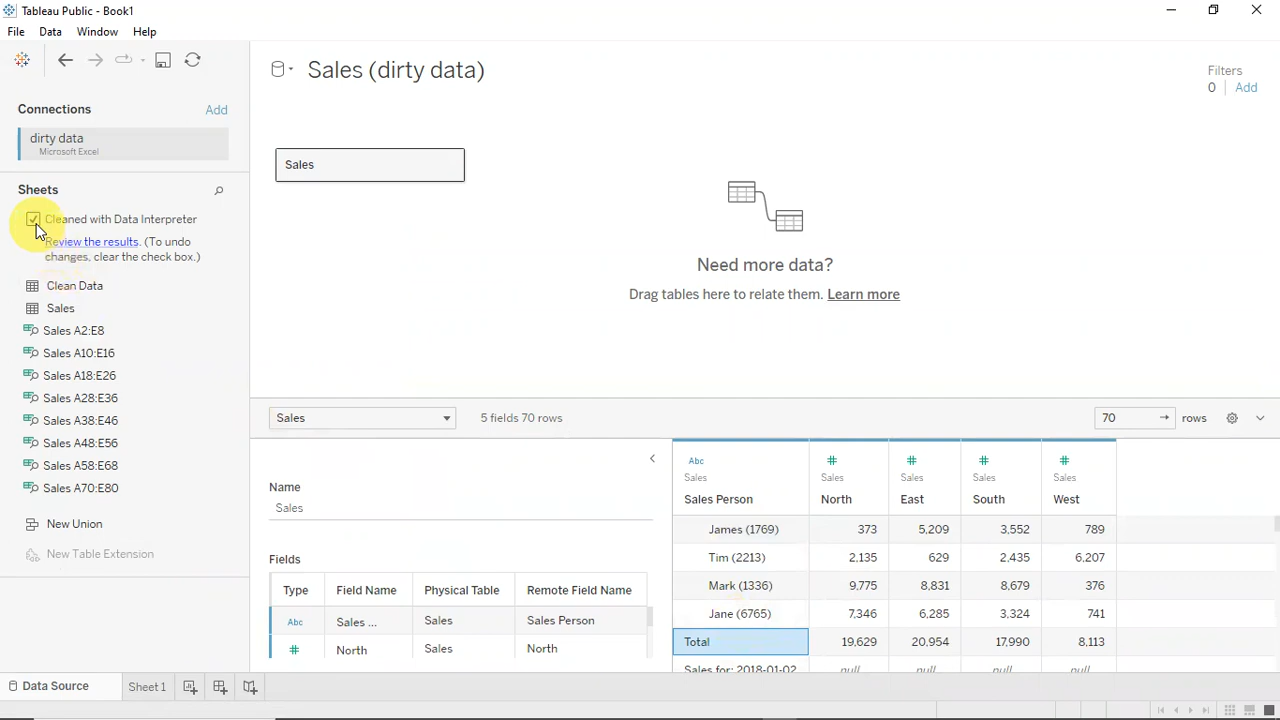 Tableau Public - Book1
File Data Window Help
Connections Add
dirty data
Microsoft Excel
Sheets
Cleaned with Data Interpreter
Review the results. (To undo
changes, clear the check box.)
Clean Data
Sales
Sales A2:E8
Sales A10:E16
Sales A18:E26
Sales A28:E36
Sales A38:E46
Sales A48:E56
Sales A58:E68
Sales A70:E80
New Union
New Table Extension
Sales (dirty data)
Filters
0 Add
Sales
Need more data?
Drag tables here to relate them. Learn more
Sales 5 fields 70 rows 70 rows
Name
Sales
Fields
Type Field Name Physical Table Remote Field Name
Abc Sales ... Sales Sales Person
# North Sales North
Abc # # # #
Sales Sales Sales Sales Sales
Sales Person North East South West
James (1769) 373 5,209 3,552 789
Tim (2213) 2,135 629 2,435 6,207
Mark (1336) 9,775 8,831 8,679 376
Jane (6765) 7,346 6,285 3,324 741
Total 19,629 20,954 17,990 8,113
Sales for: 2018-01-02 null null null null
Data Source Sheet 1